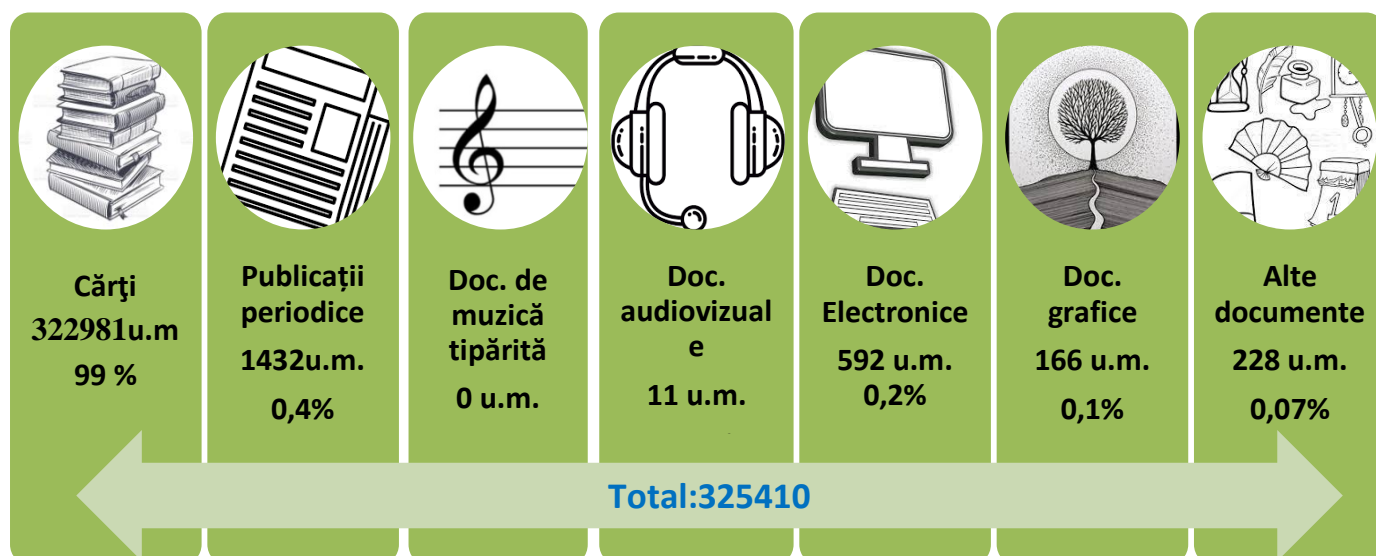 Cărţi
322981u.m
99 %
Publicații
periodice
1432u.m.
0,4%
Doc. de
muzică
tipărită
0 u.m.
Doc.
audiovizual
e
11 u.m.
Doc.
Electronice
592 u.m.
0,2%
Doc.
grafice
166 u.m.
0,1%
Alte
documente
228 u.m.
0,07%
Total:325410